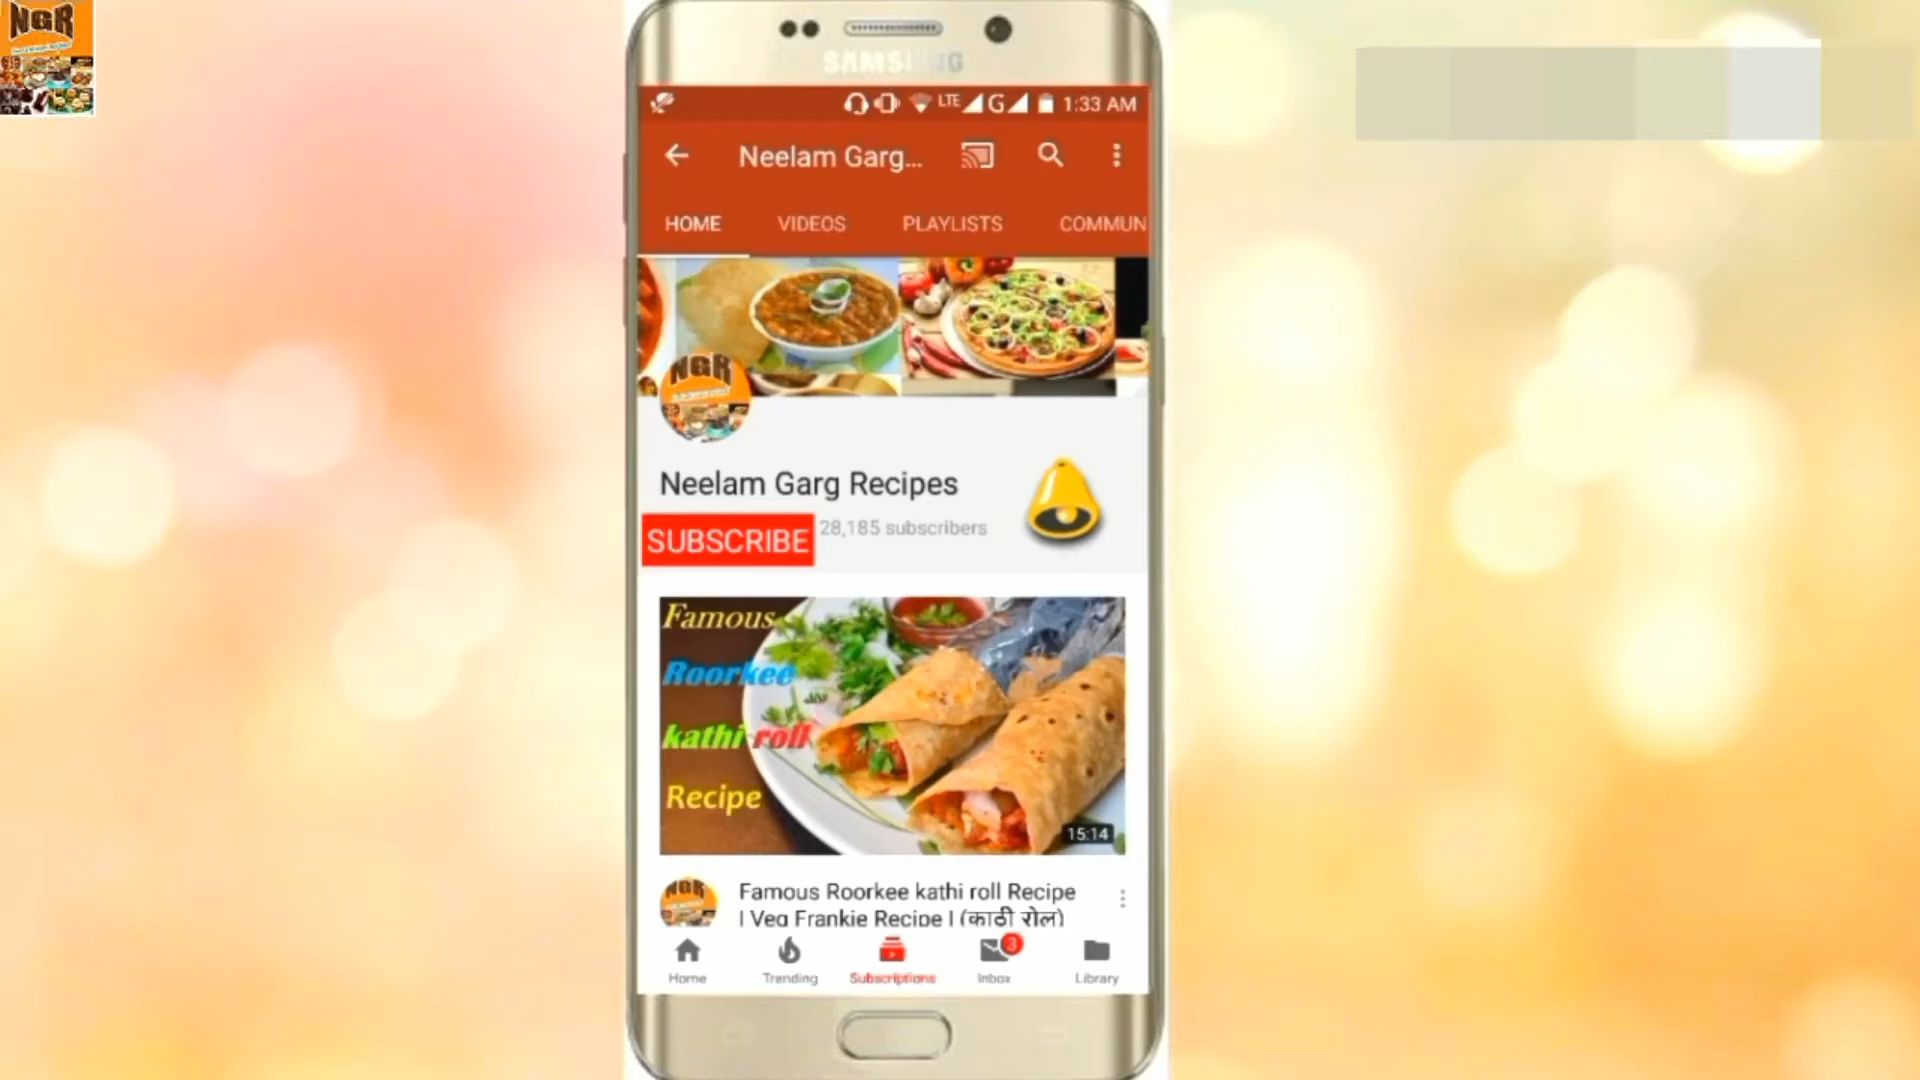 NGR
SAMSUNG
LTE G 1:33 AM
Neelam Garg...
HOME VIDEOS PLAYLISTS COMMUN
NGR
Neelam Garg Recipes
SUBSCRIBE 28,185 subscribers
Famous
Roorkee
kathi roll
Recipe
15:14
NGR
Famous Roorkee kathi roll Recipe
| Veg Frankie Recipe | (काठी रोल)
3
Home Trending Subscriptions Inbox Library